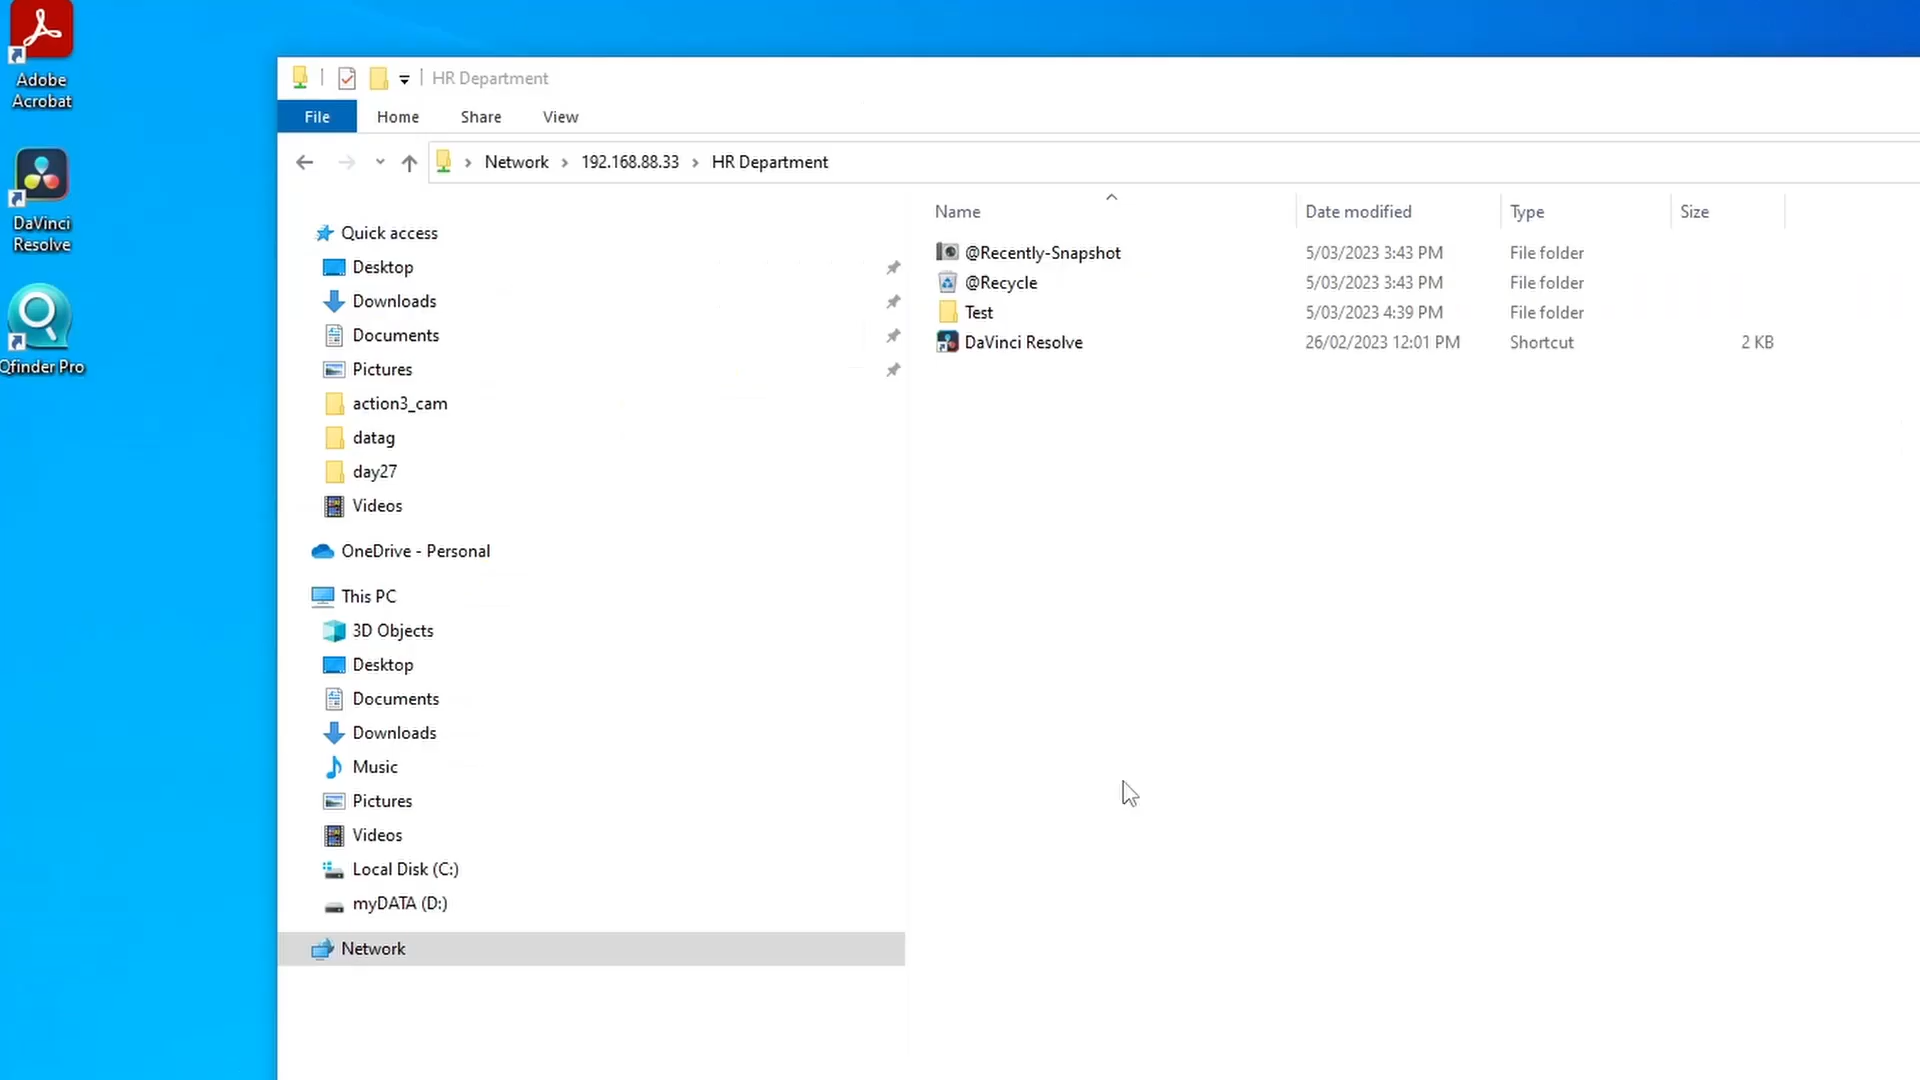 Adobe
Acrobat
DaVinci
Resolve
Qfinder Pro
HR Department
File Home Share View
Network 192.168.88.33 HR Department
Name Date modified Type Size
@Recently-Snapshot 5/03/2023 3:43 PM File folder
@Recycle 5/03/2023 3:43 PM File folder
Test 5/03/2023 4:39 PM File folder
DaVinci Resolve 26/02/2023 12:01 PM Shortcut 2 KB
Quick access
Desktop
Downloads
Documents
Pictures
action3_cam
datag
day27
Videos
OneDrive - Personal
This PC
3D Objects
Desktop
Documents
Downloads
Music
Pictures
Videos
Local Disk (C:)
myDATA (D:)
Network